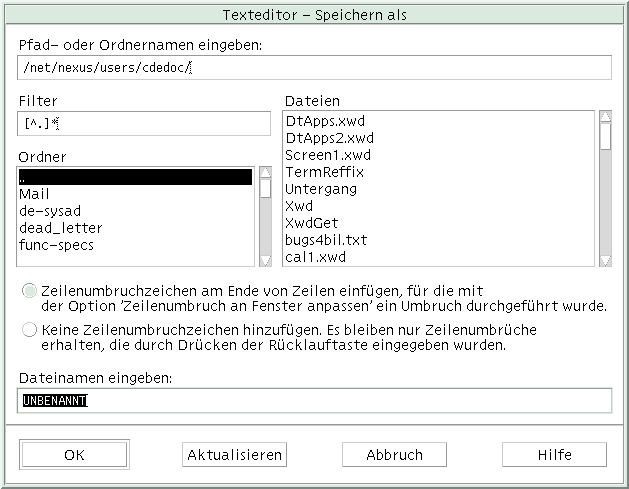 Texteditor – Speichern als
Pfad– oder Ordnernamen eingeben:
/net/nexus/users/cdedoc/
Filter
[^.]*
Ordner
..
Mail
de–sysad
dead_letter
func–specs
Dateien
DtApps.xwd
DtApps2.xwd
Screen1.xwd
TermReffix
Untergang
Xwd
XwdGet
bugs4bil.txt
cal1.xwd
Zeilenumbruchzeichen am Ende von Zeilen einfügen, für die mit
der Option 'Zeilenumbruch an Fenster anpassen' ein Umbruch durchgeführt wurde.
Keine Zeilenumbruchzeichen hinzufügen. Es bleiben nur Zeilenumbrüche
erhalten, die durch Drücken der Rücklauftaste eingegeben wurden.
Dateinamen eingeben:
UNBENANNT
OK
Aktualisieren
Abbruch
Hilfe